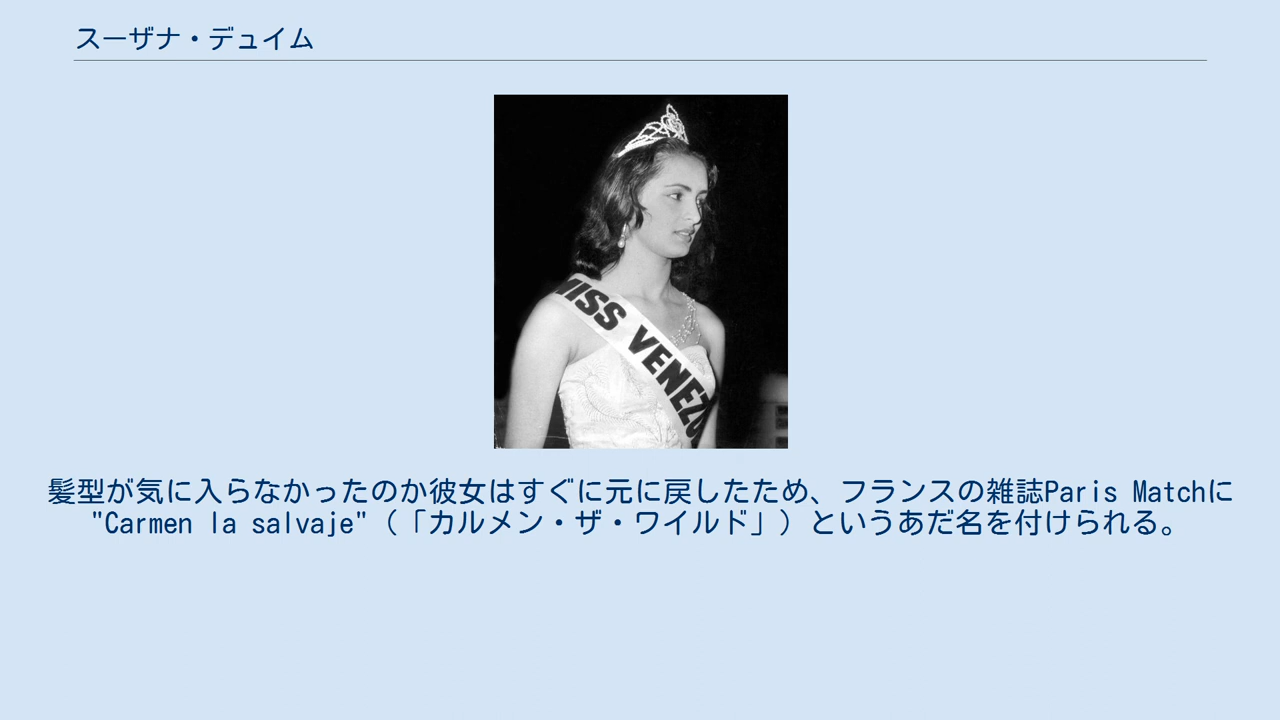 スーザナ・デュイム
MISS VENEZU
髪型が気に入らなかったのか彼女はすぐに元に戻したため、フランスの雑誌Paris Matchに
"Carmen la salvaje"（「カルメン・ザ・ワイルド」）というあだ名を付けられる。